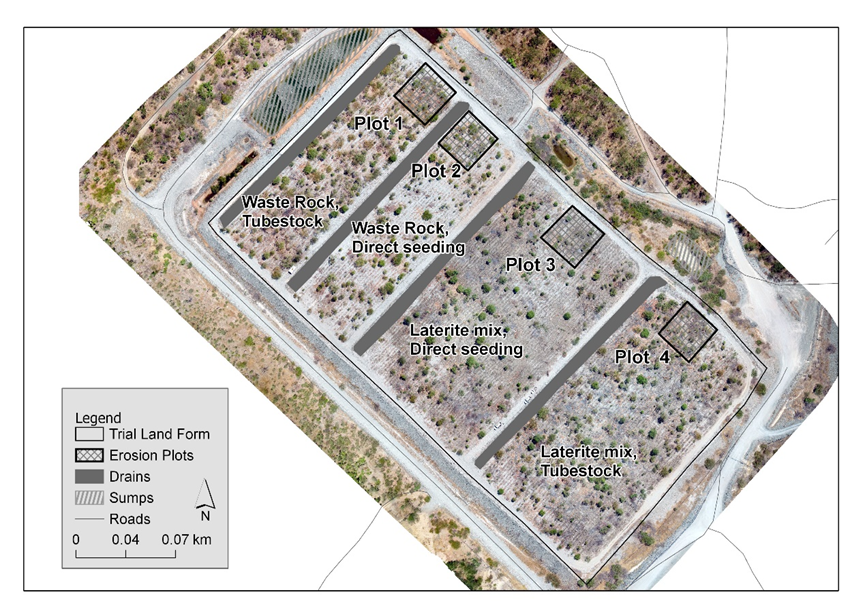 Plot 1
Plot 2
Waste Rock,
Tubestock
Waste Rock,
Direct seeding
Plot 3
Laterite mix,
Direct seeding
Plot 4
Laterite mix,
Tubestock
Legend
Trial Land Form
Erosion Plots
Drains
Sumps
Roads
N
0 0.04 0.07 km